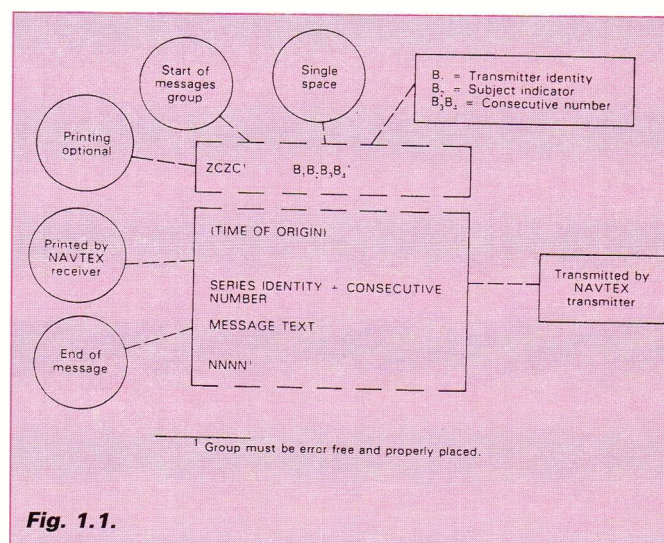 Start of
messages
group
Single
space
B₁ = Transmitter identity
B₂ = Subject indicator
B₃B₄ = Consecutive number
Printing
optional
ZCZC¹ B₁B₂B₃B₄¹
(TIME OF ORIGIN)
Printed by
NAVTEX
receiver
SERIES IDENTITY + CONSECUTIVE
NUMBER
Transmitted by
NAVTEX
transmitter
MESSAGE TEXT
End of
message
NNNN¹
¹ Group must be error free and properly placed.
Fig. 1.1.